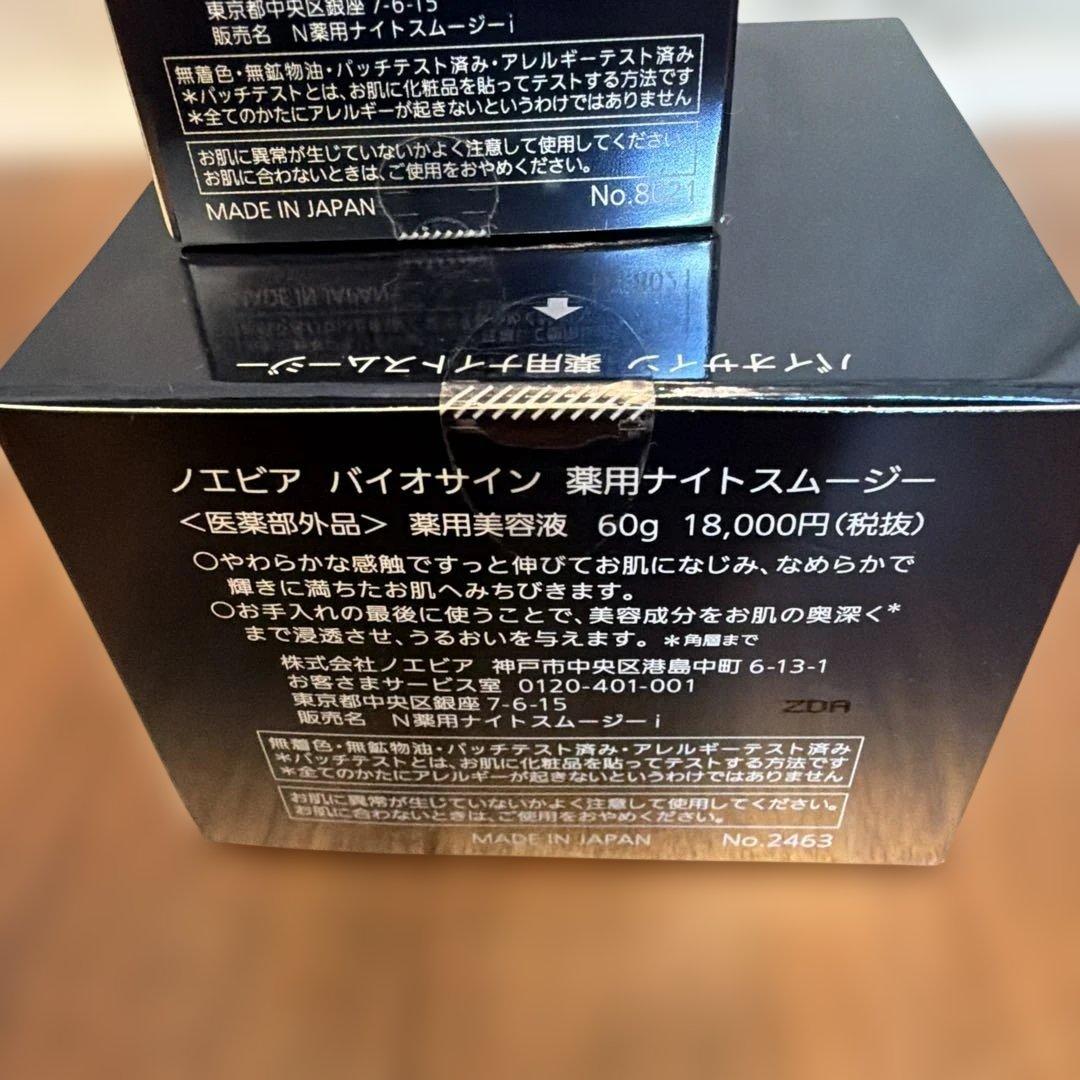 東京都中央区銀座 7-6-15
販売名 N薬用ナイトスムージーi
無着色・無鉱物油・パッチテスト済み・アレルギーテスト済み
*パッチテストとは、お肌に化粧品を貼ってテストする方法です
*全てのかたにアレルギーが起きないというわけではありません
お肌に異常が生じていないかよく注意して使用してください
お肌に合わないときは、ご使用をおやめください。
MADE IN JAPAN No.8021
バイオサイン 薬用ナイトスムージー
ノエビア バイオサイン 薬用ナイトスムージー
<医薬部外品> 薬用美容液 60g 18,000円(税抜)
○やわらかな感触ですっと伸びてお肌になじみ、なめらかで
輝きに満ちたお肌へみちびきます。
○お手入れの最後に使うことで、美容成分をお肌の奥深く*
まで浸透させ、うるおいを与えます。 *角層まで
株式会社ノエビア 神戸市中央区港島中町 6-13-1
お客さまサービス室 0120-401-001
東京都中央区銀座 7-6-15
販売名 N薬用ナイトスムージーi
ZDA
無着色・無鉱物油・パッチテスト済み・アレルギーテスト済み
*パッチテストとは、お肌に化粧品を貼ってテストする方法です
*全てのかたにアレルギーが起きないというわけではありません
お肌に異常が生じていないかよく注意して使用してください。
お肌に合わないときは、ご使用をおやめください。
MADE IN JAPAN No.2463